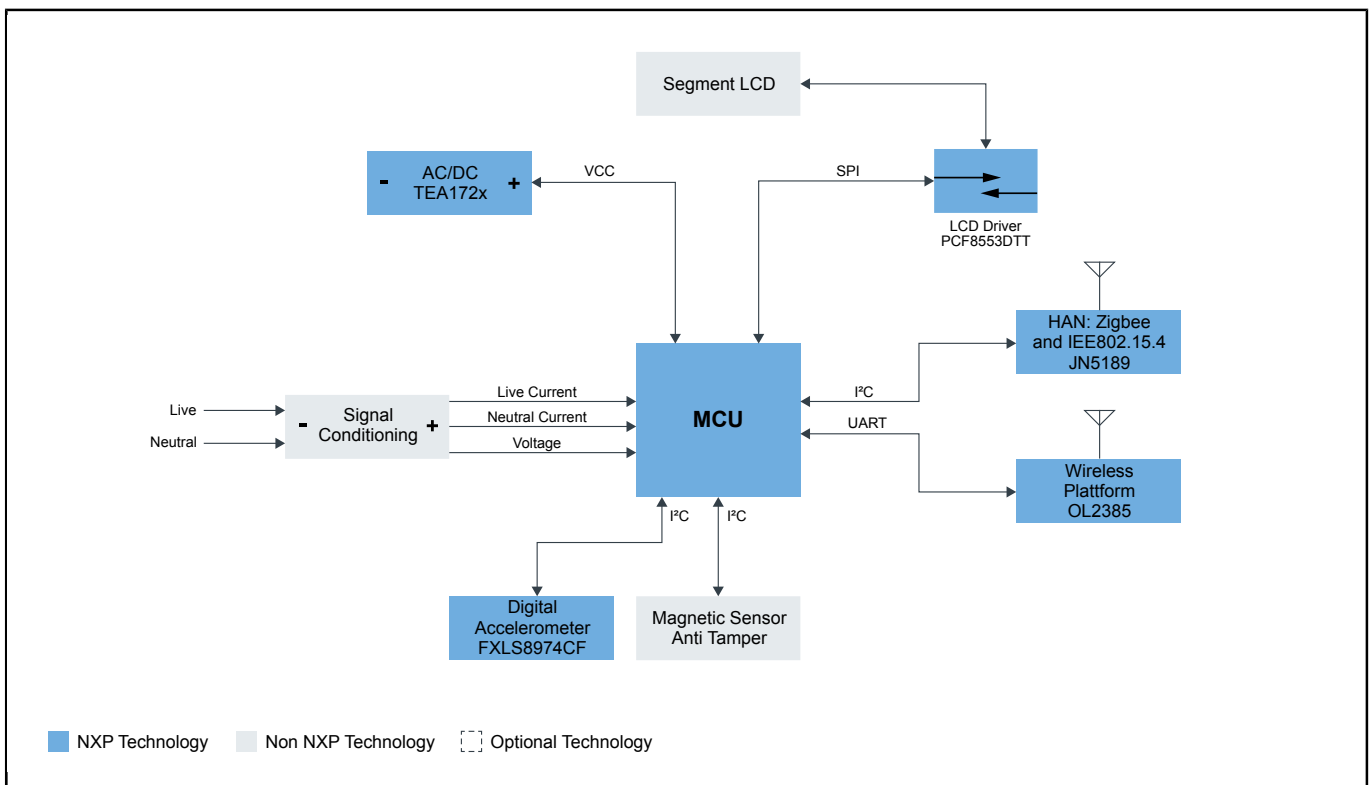 Segment LCD
- AC/DC +
TEA172x
VCC
SPI
LCD Driver
PCF8553DTT
HAN: Zigbee
and IEE802.15.4
JN5189
I²C
UART
Wireless
Plattform
OL2385
MCU
Live
Neutral
- Signal +
Conditioning
Live Current
Neutral Current
Voltage
I²C
I²C
Digital
Accelerometer
FXLS8974CF
Magnetic Sensor
Anti Tamper
NXP Technology
Non NXP Technology
Optional Technology